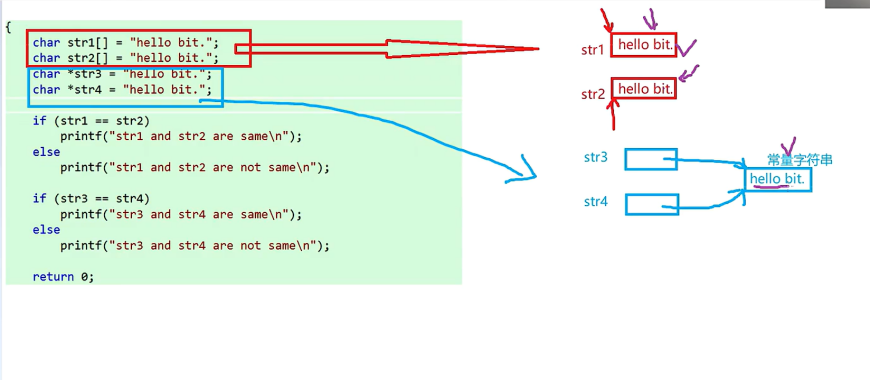 {
char str1[] = "hello bit.";
char str2[] = "hello bit.";
char *str3 = "hello bit.";
char *str4 = "hello bit.";
if (str1 == str2)
printf("str1 and str2 are same\n");
else
printf("str1 and str2 are not same\n");
if (str3 == str4)
printf("str3 and str4 are same\n");
else
printf("str3 and str4 are not same\n");
return 0;
str1
hello bit.
str2
hello bit.
str3
常量字符串
hello bit.
str4